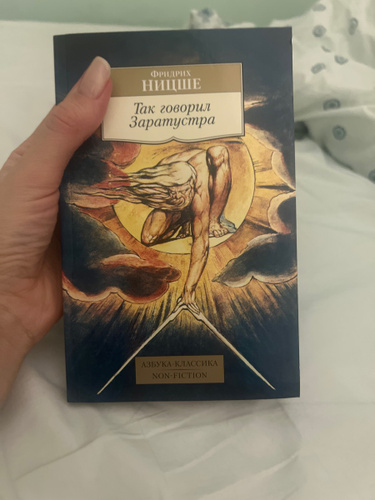 Фридрих
НИЦШЕ
Так говорил
Заратустра
АЗБУКА-КЛАССИКА
NON-FICTION